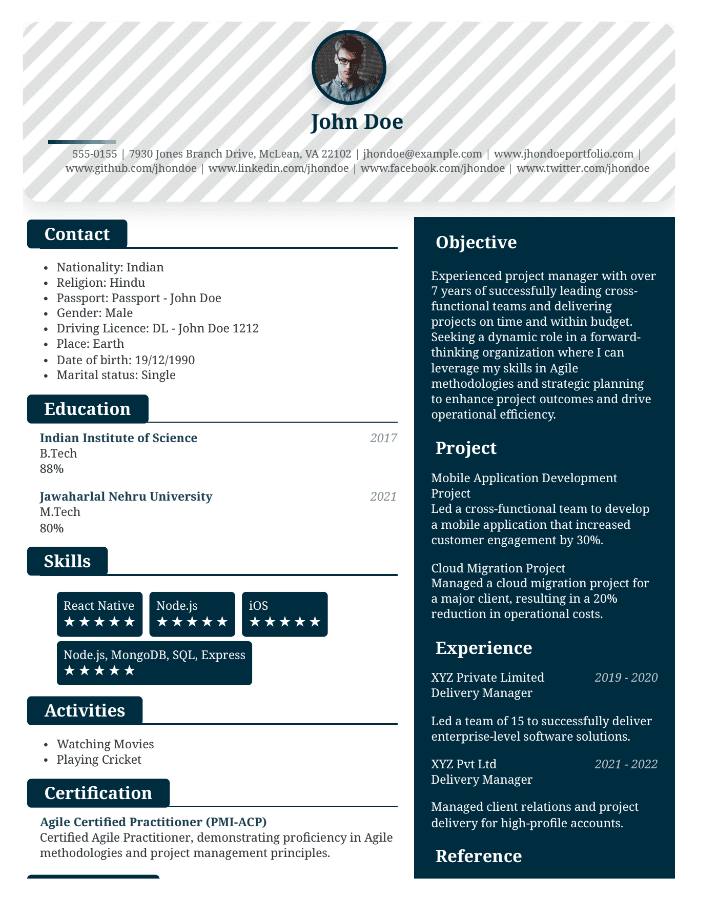 John Doe
555-0155 | 7930 Jones Branch Drive, McLean, VA 22102 | jhondoe@example.com | www.jhondoeportfolio.com |
www.github.com/jhondoe | www.linkedin.com/jhondoe | www.facebook.com/jhondoe | www.twitter.com/jhondoe
Contact
• Nationality: Indian
• Religion: Hindu
• Passport: Passport - John Doe
• Gender: Male
• Driving Licence: DL - John Doe 1212
• Place: Earth
• Date of birth: 19/12/1990
• Marital status: Single
Education
Indian Institute of Science 2017
B.Tech
88%
Jawaharlal Nehru University 2021
M.Tech
80%
Skills
React Native
★★★★★
Node.js
★★★★★
iOS
★★★★★
Node.js, MongoDB, SQL, Express
★★★★★
Activities
• Watching Movies
• Playing Cricket
Certification
Agile Certified Practitioner (PMI-ACP)
Certified Agile Practitioner, demonstrating proficiency in Agile
methodologies and project management principles.
Objective
Experienced project manager with over
7 years of successfully leading cross-
functional teams and delivering
projects on time and within budget.
Seeking a dynamic role in a forward-
thinking organization where I can
leverage my skills in Agile
methodologies and strategic planning
to enhance project outcomes and drive
operational efficiency.
Project
Mobile Application Development
Project
Led a cross-functional team to develop
a mobile application that increased
customer engagement by 30%.
Cloud Migration Project
Managed a cloud migration project for
a major client, resulting in a 20%
reduction in operational costs.
Experience
XYZ Private Limited 2019 - 2020
Delivery Manager
Led a team of 15 to successfully deliver
enterprise-level software solutions.
XYZ Pvt Ltd 2021 - 2022
Delivery Manager
Managed client relations and project
delivery for high-profile accounts.
Reference